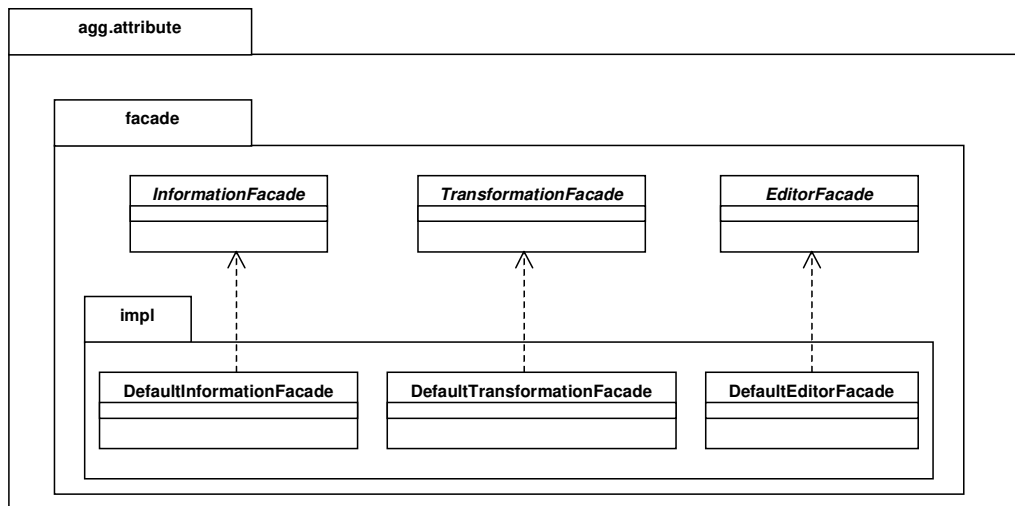 agg.attribute
facade
InformationFacade
TransformationFacade
EditorFacade
impl
DefaultInformationFacade
DefaultTransformationFacade
DefaultEditorFacade